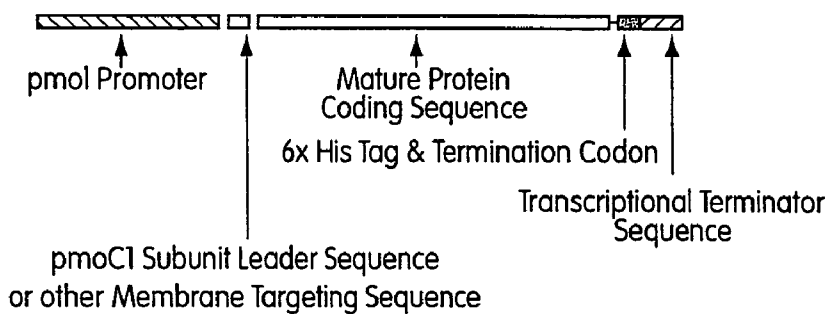 pmol Promoter
Mature Protein
Coding Sequence
6x His Tag & Termination Codon
Transcriptional Terminator
Sequence
pmoC1 Subunit Leader Sequence
or other Membrane Targeting Sequence